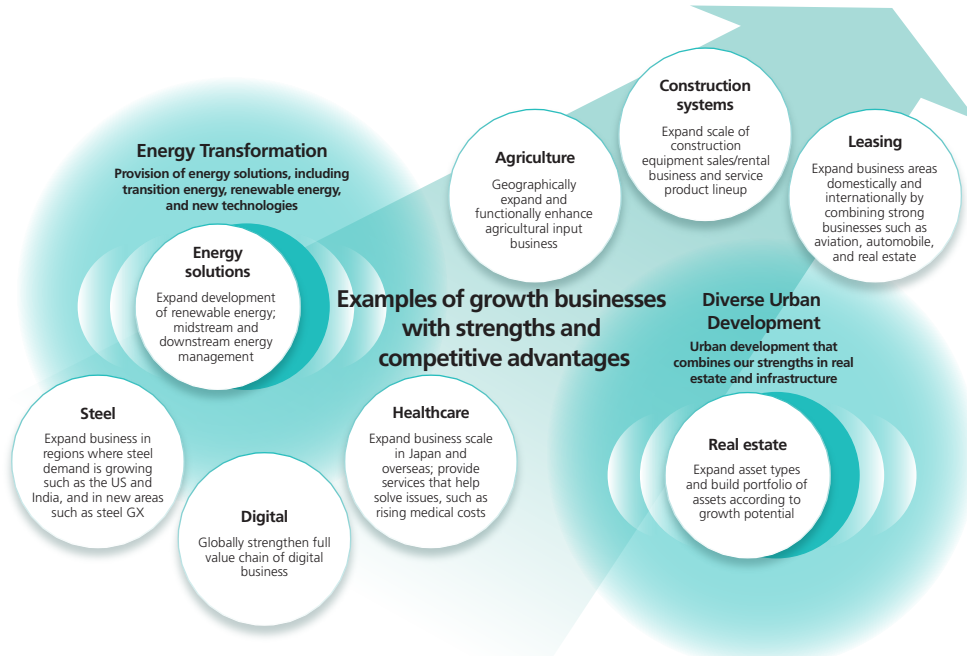 Energy Transformation
Provision of energy solutions, including
transition energy, renewable energy,
and new technologies
Energy
solutions
Expand development
of renewable energy;
midstream and
downstream energy
management
Agriculture
Geographically
expand and
functionally enhance
agricultural input
business
Construction
systems
Expand scale of
construction
equipment sales/rental
business and service
product lineup
Leasing
Expand business areas
domestically and
internationally by
combining strong
businesses such as
aviation, automobile,
and real estate
Examples of growth businesses
with strengths and
competitive advantages
Diverse Urban
Development
Urban development that
combines our strengths in real
estate and infrastructure
Steel
Expand business in
regions where steel
demand is growing
such as the US and
India, and in new areas
such as steel GX
Digital
Globally strengthen full
value chain of digital
business
Healthcare
Expand business scale
in Japan and
overseas; provide
services that help
solve issues, such as
rising medical costs
Real estate
Expand asset types
and build portfolio of
assets according to
growth potential